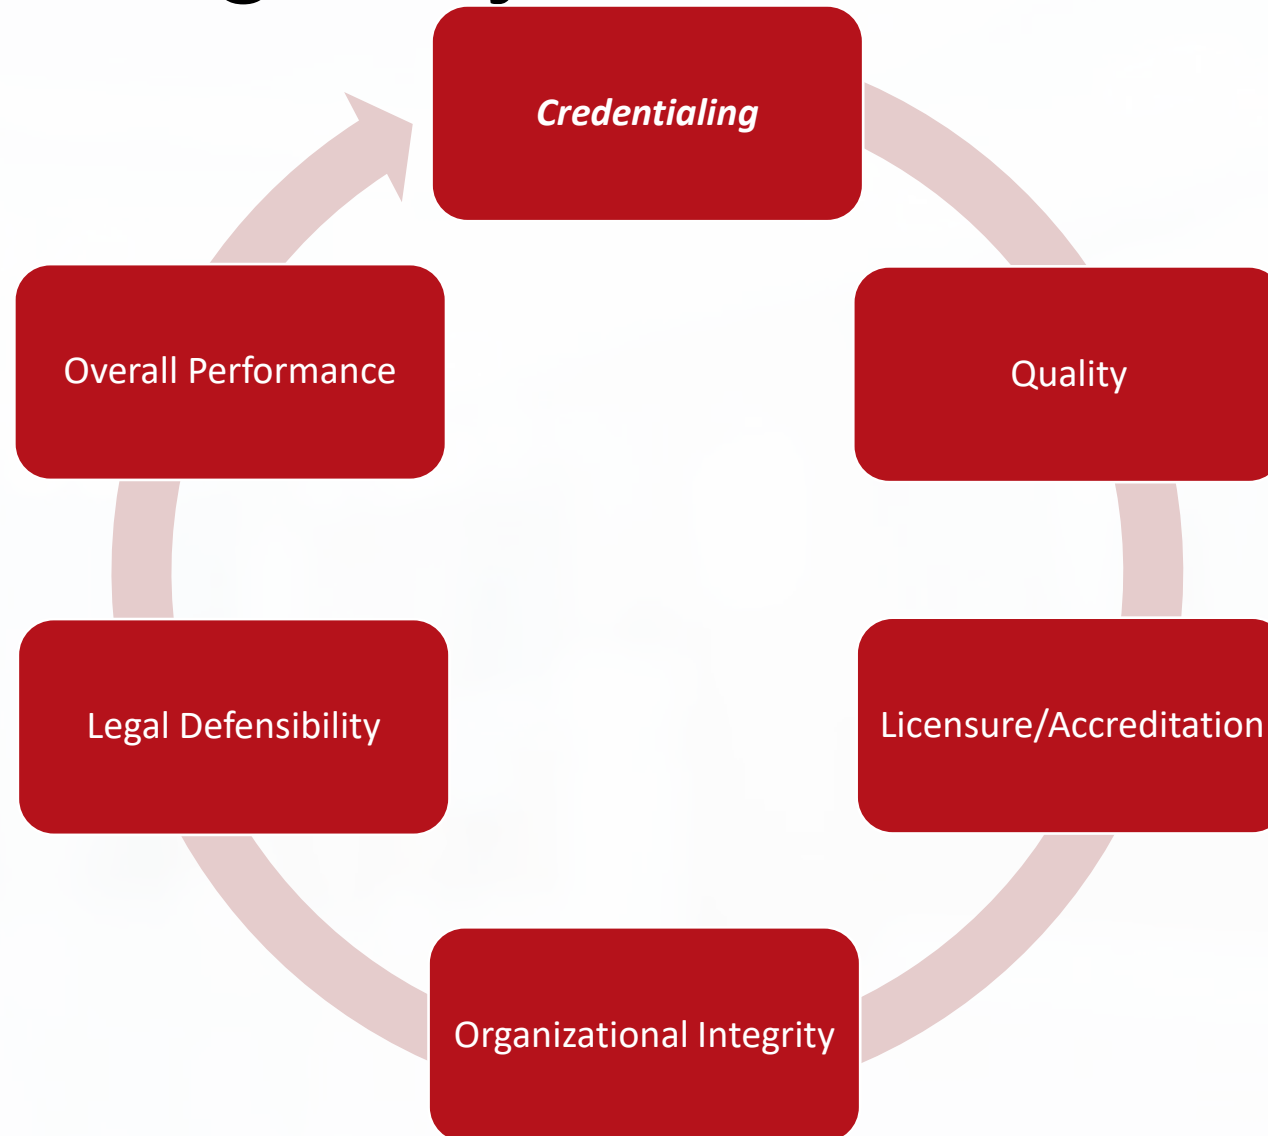 Credentialing
Overall Performance
Quality
Legal Defensibility
Licensure/Accreditation
Organizational Integrity